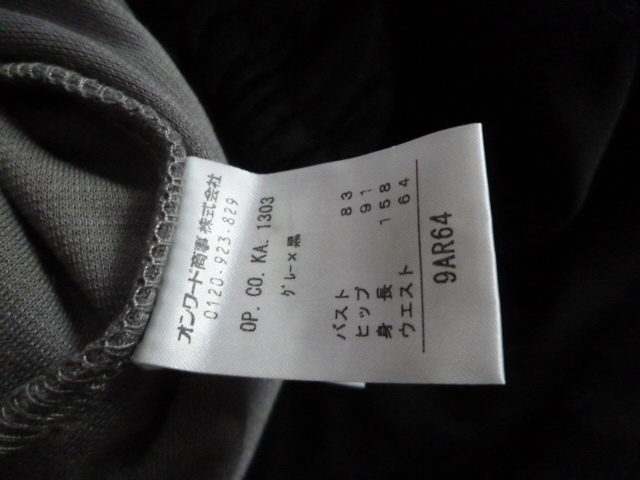 オンワード商事株式会社
0120-923-829
OP. CO. KA. 1303
グレー×黒
バスト 83
ヒップ 91
身長 158
ウエスト 64
9AR64